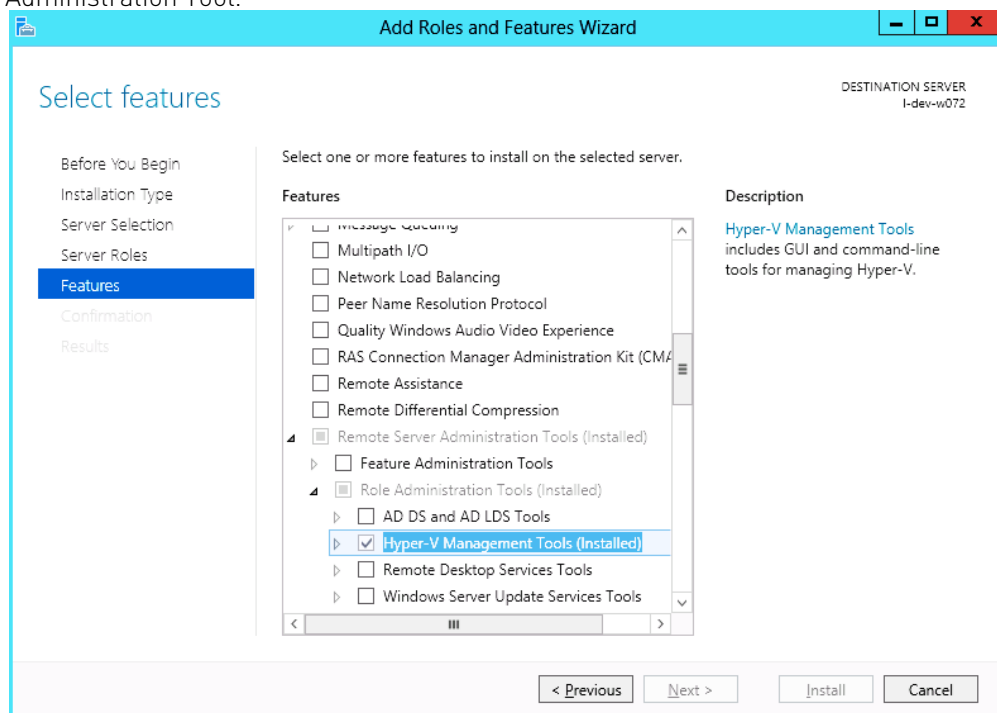 Administration Tool.
Add Roles and Features Wizard
Select features
DESTINATION SERVER
l-dev-w072
Before You Begin
Installation Type
Server Selection
Server Roles
Features
Confirmation
Results
Select one or more features to install on the selected server.
Features
Message Queuing
Multipath I/O
Network Load Balancing
Peer Name Resolution Protocol
Quality Windows Audio Video Experience
RAS Connection Manager Administration Kit (CMA
Remote Assistance
Remote Differential Compression
Remote Server Administration Tools (Installed)
Feature Administration Tools
Role Administration Tools (Installed)
AD DS and AD LDS Tools
Hyper-V Management Tools (Installed)
Remote Desktop Services Tools
Windows Server Update Services Tools
Description
Hyper-V Management Tools
includes GUI and command-line
tools for managing Hyper-V.
< Previous
Next >
Install
Cancel